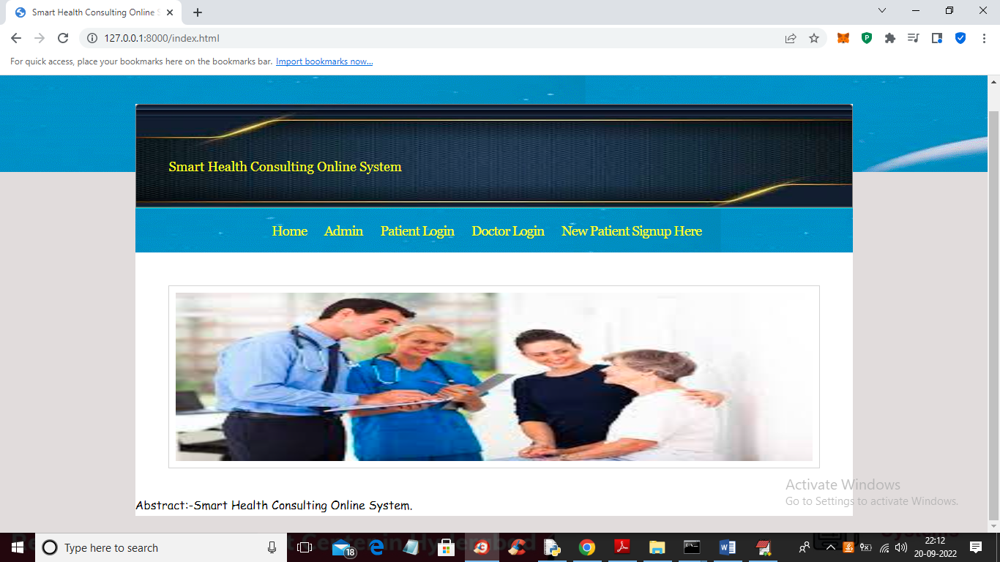 Smart Health Consulting Online S
127.0.0.1:8000/index.html
For quick access, place your bookmarks here on the bookmarks bar. Import bookmarks now...
Smart Health Consulting Online System
Home Admin Patient Login Doctor Login New Patient Signup Here
Abstract:-Smart Health Consulting Online System.
Activate Windows
Go to Settings to activate Windows.
Type here to search
18
22:12
20-09-2022